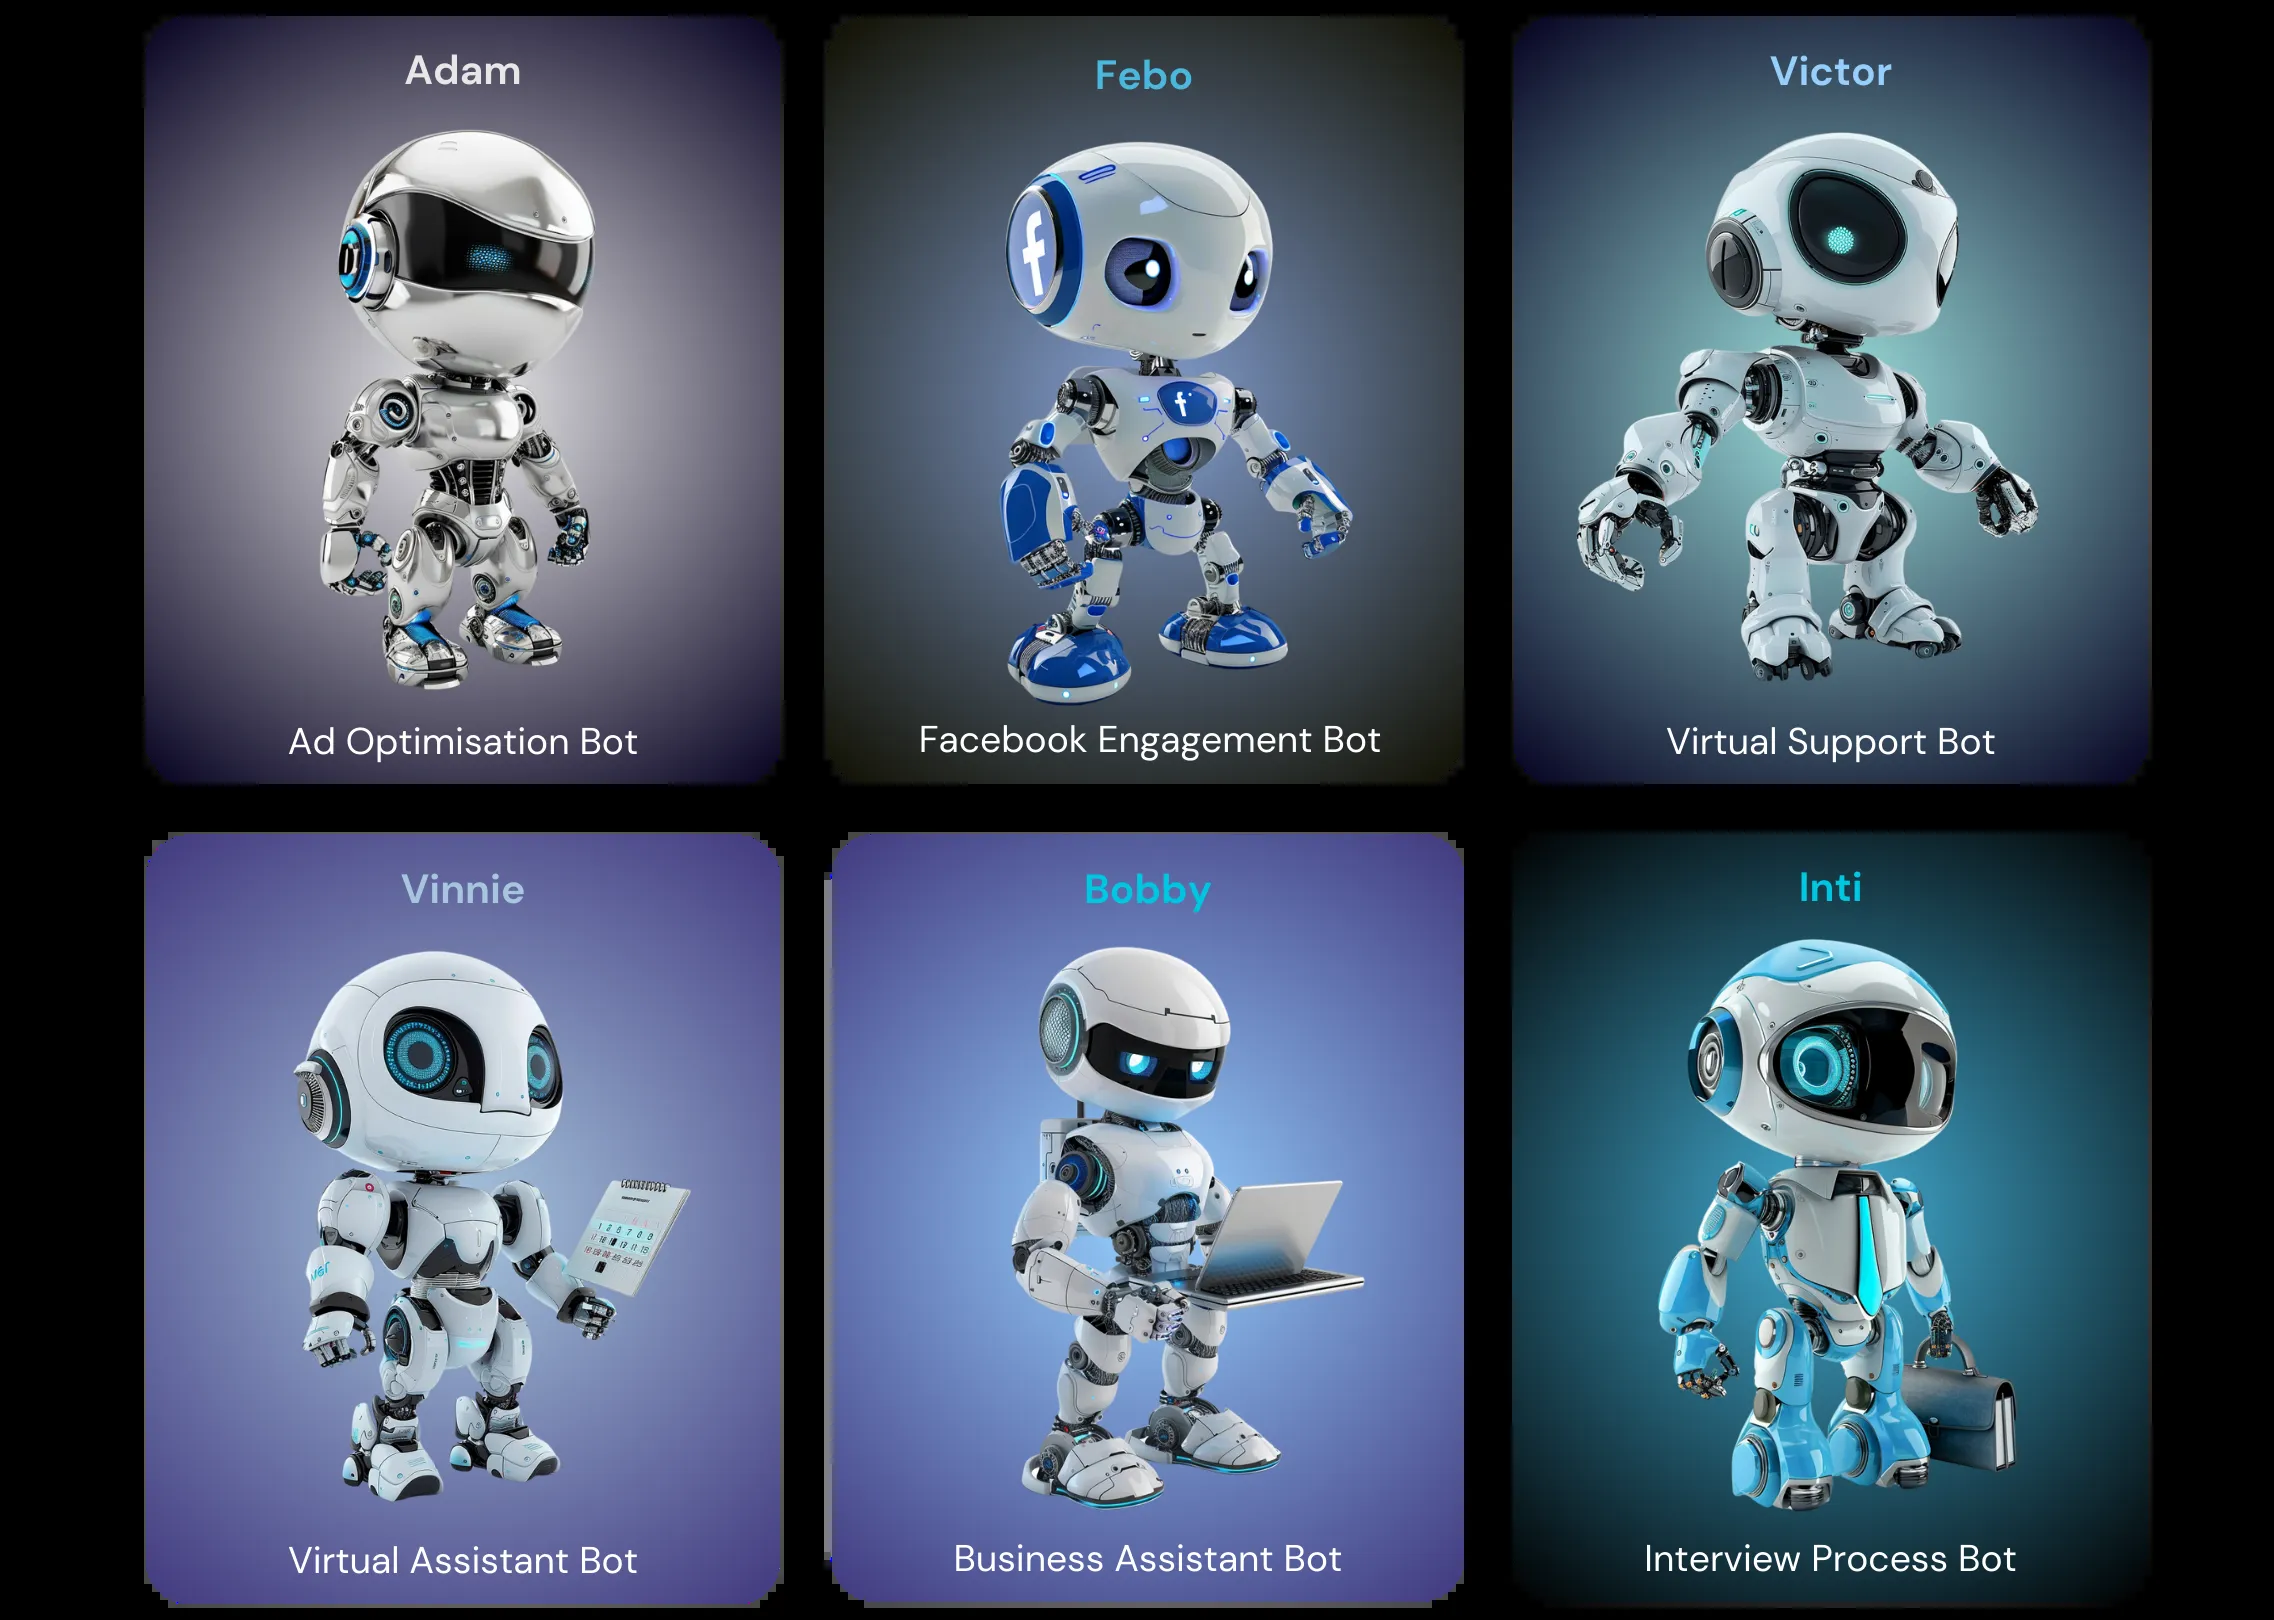 Adam
Febo
Victor
f
f
Ad Optimisation Bot
Facebook Engagement Bot
Virtual Support Bot
Vinnie
Bobby
Inti
Virtual Assistant Bot
Business Assistant Bot
Interview Process Bot